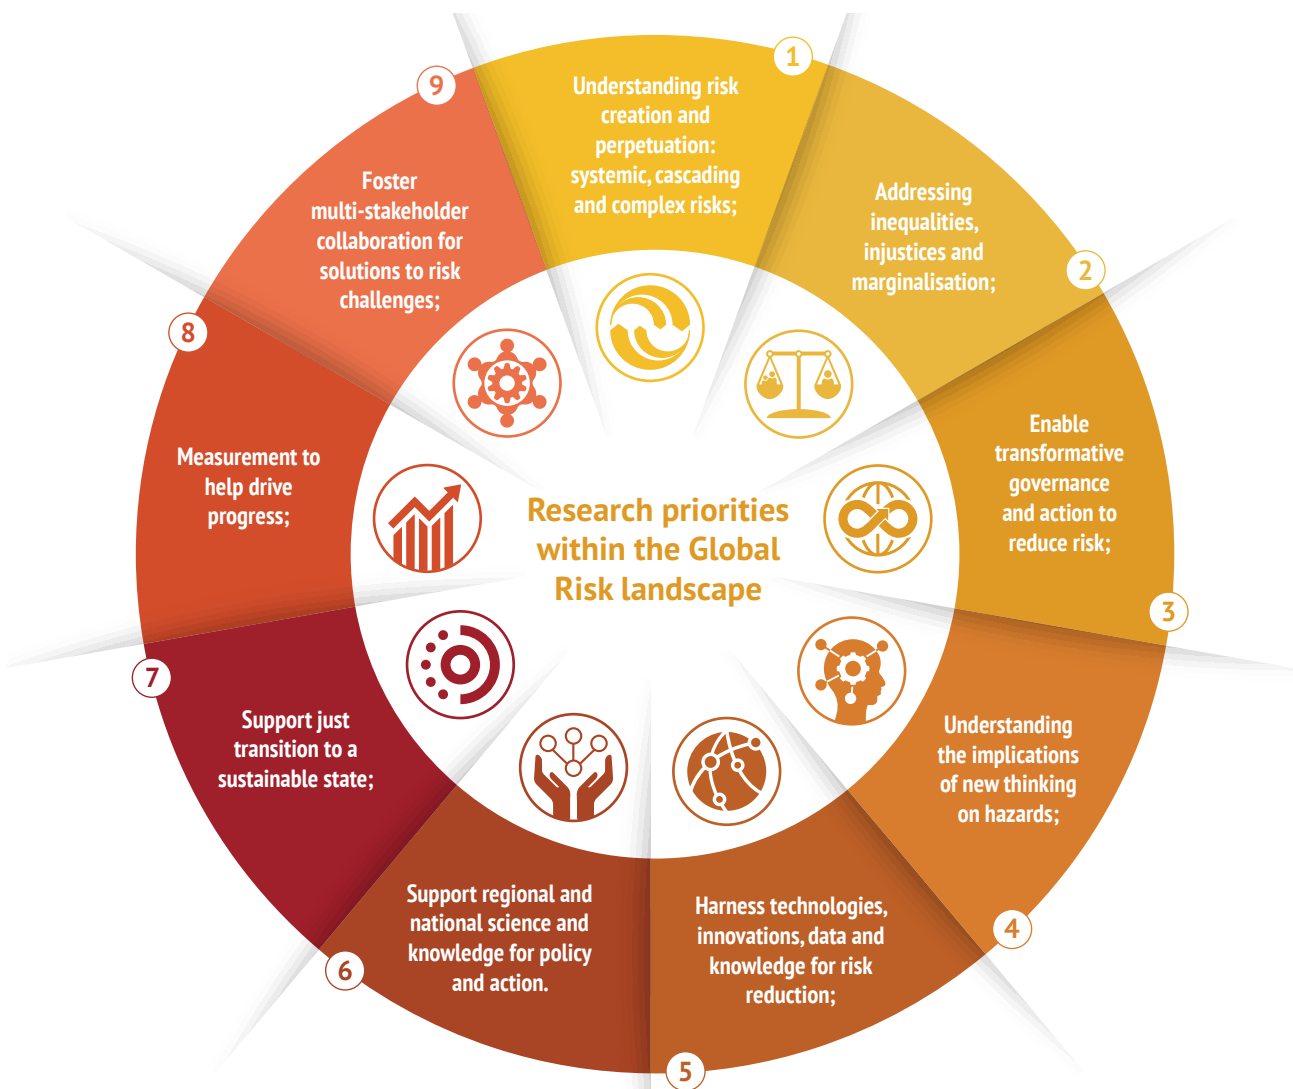 1
Understanding risk
creation and
perpetuation:
systemic, cascading
and complex risks;
2
Addressing
inequalities,
injustices and
marginalisation;
3
Enable
transformative
governance
and action to
reduce risk;
4
Understanding
the implications
of new thinking
on hazards;
5
Harness technologies,
innovations, data and
knowledge for risk
reduction;
6
Support regional and
national science and
knowledge for policy
and action.
7
Support just
transition to a
sustainable state;
8
Measurement to
help drive
progress;
9
Foster
multi-stakeholder
collaboration for
solutions to risk
challenges;
Research priorities
within the Global
Risk landscape